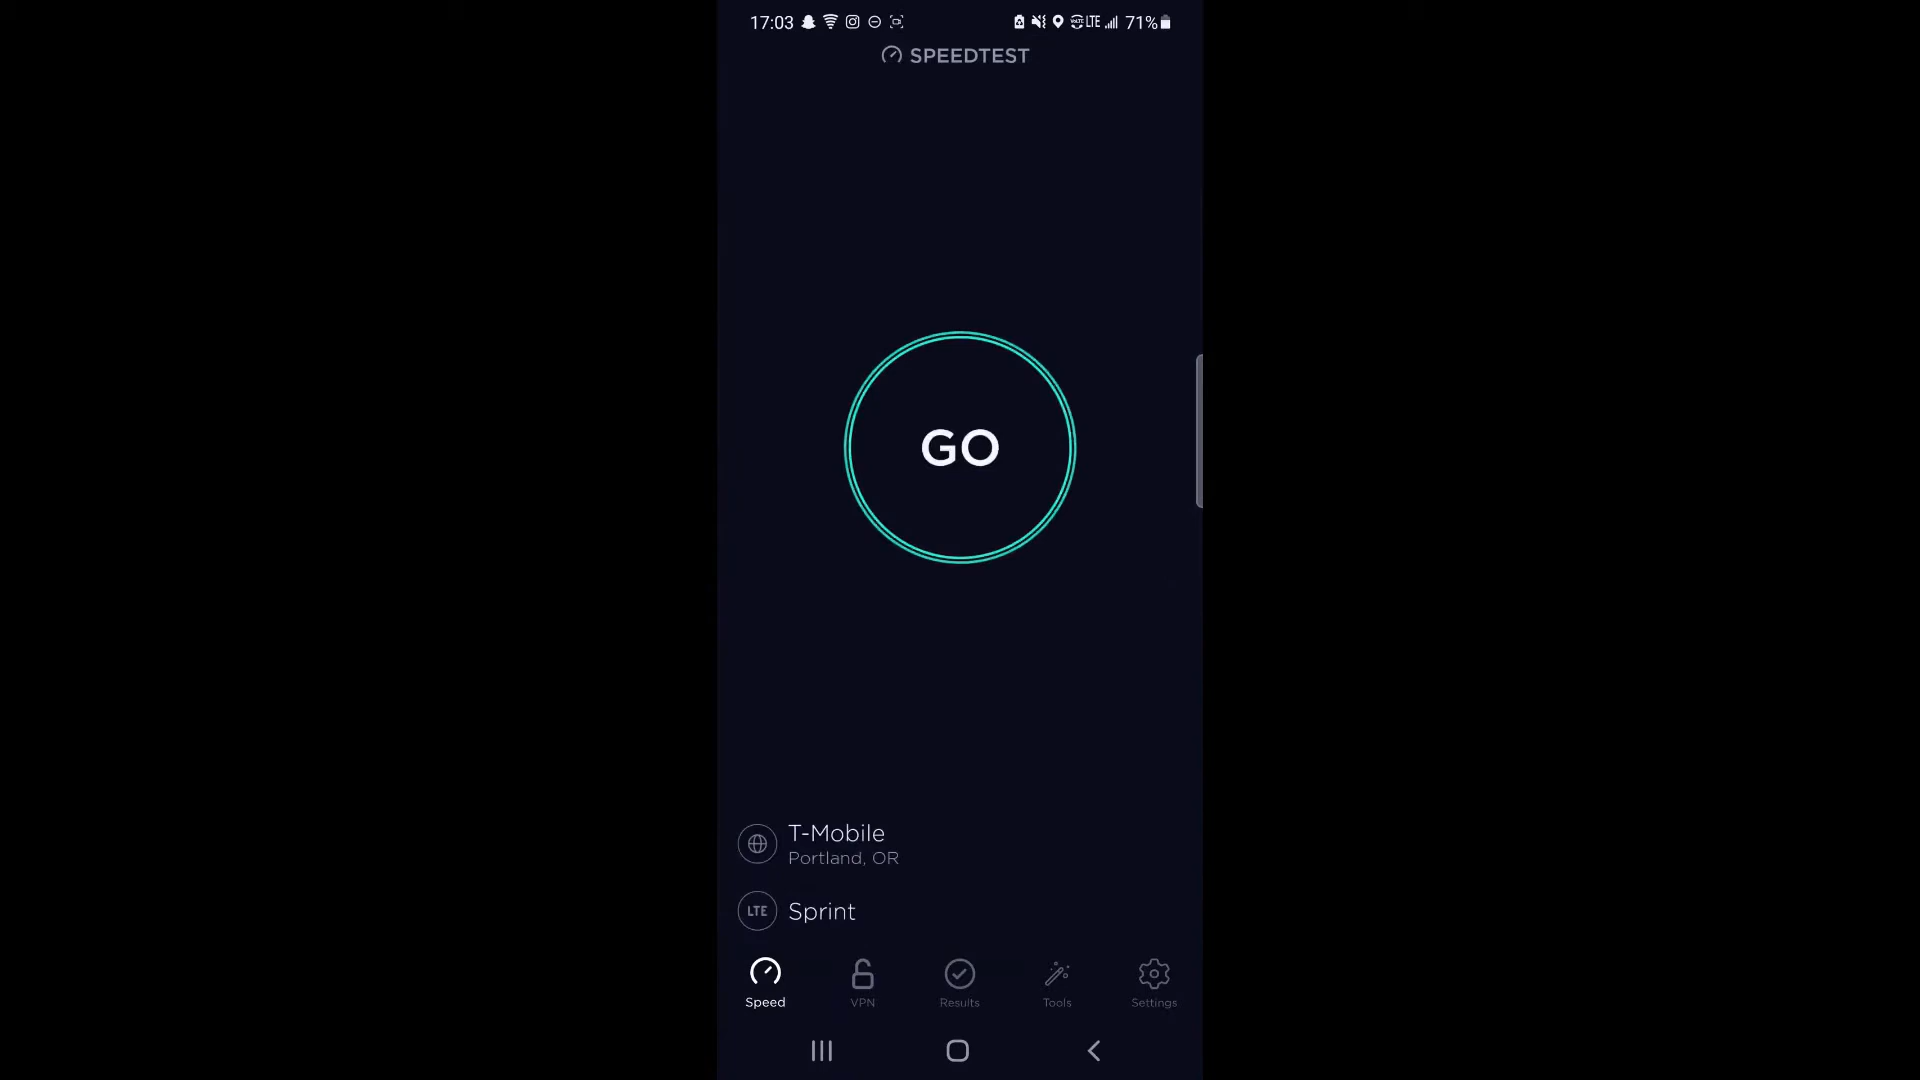 17:03 LTE 71%
SPEEDTEST
GO
T-Mobile
Portland, OR
LTE Sprint
Speed VPN Results Tools Settings